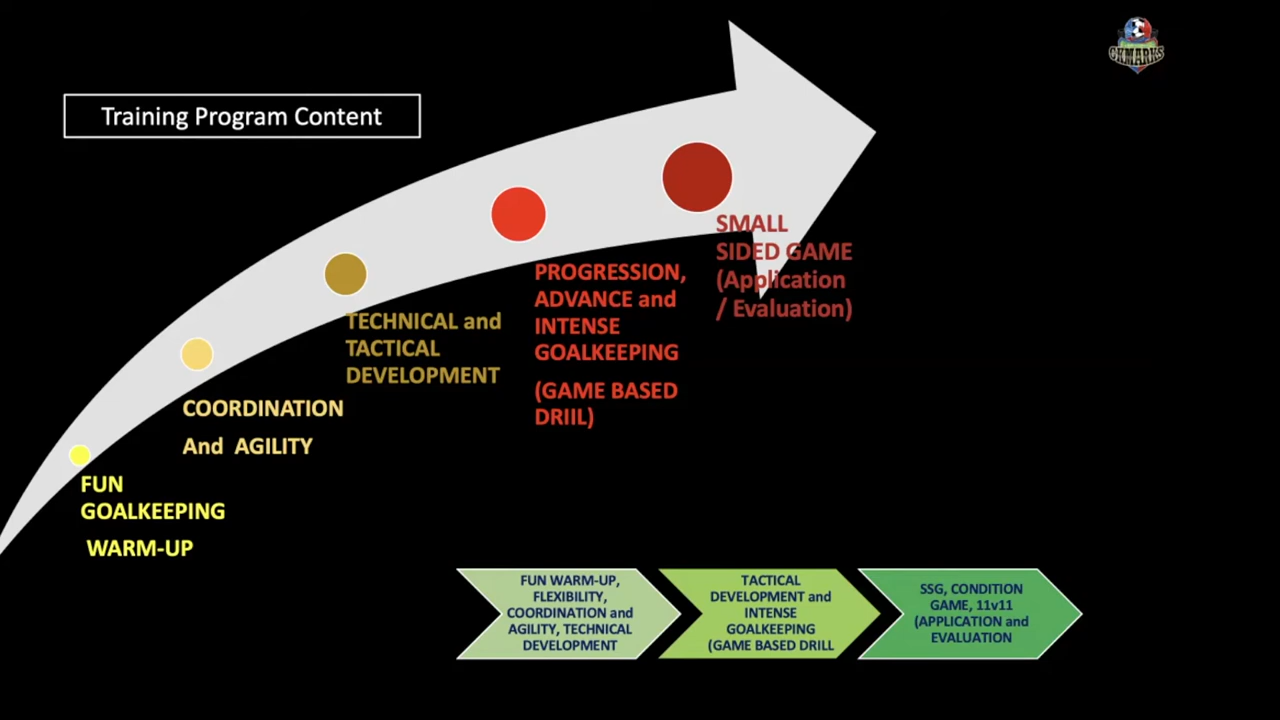 GKMARKS
Training Program Content
FUN
GOALKEEPING
WARM-UP
COORDINATION
And AGILITY
TECHNICAL and
TACTICAL
DEVELOPMENT
PROGRESSION,
ADVANCE and
INTENSE
GOALKEEPING
(GAME BASED
DRIIL)
SMALL
SIDED GAME
(Application
/ Evaluation)
FUN WARM-UP,
FLEXIBILITY,
COORDINATION and
AGILITY, TECHNICAL
DEVELOPMENT
TACTICAL
DEVELOPMENT and
INTENSE
GOALKEEPING
(GAME BASED DRILL
SSG, CONDITION
GAME, 11v11
(APPLICATION and
EVALUATION